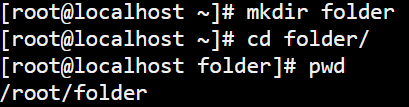 [root@localhost ~]# mkdir folder
[root@localhost ~]# cd folder/
[root@localhost folder]# pwd
/root/folder